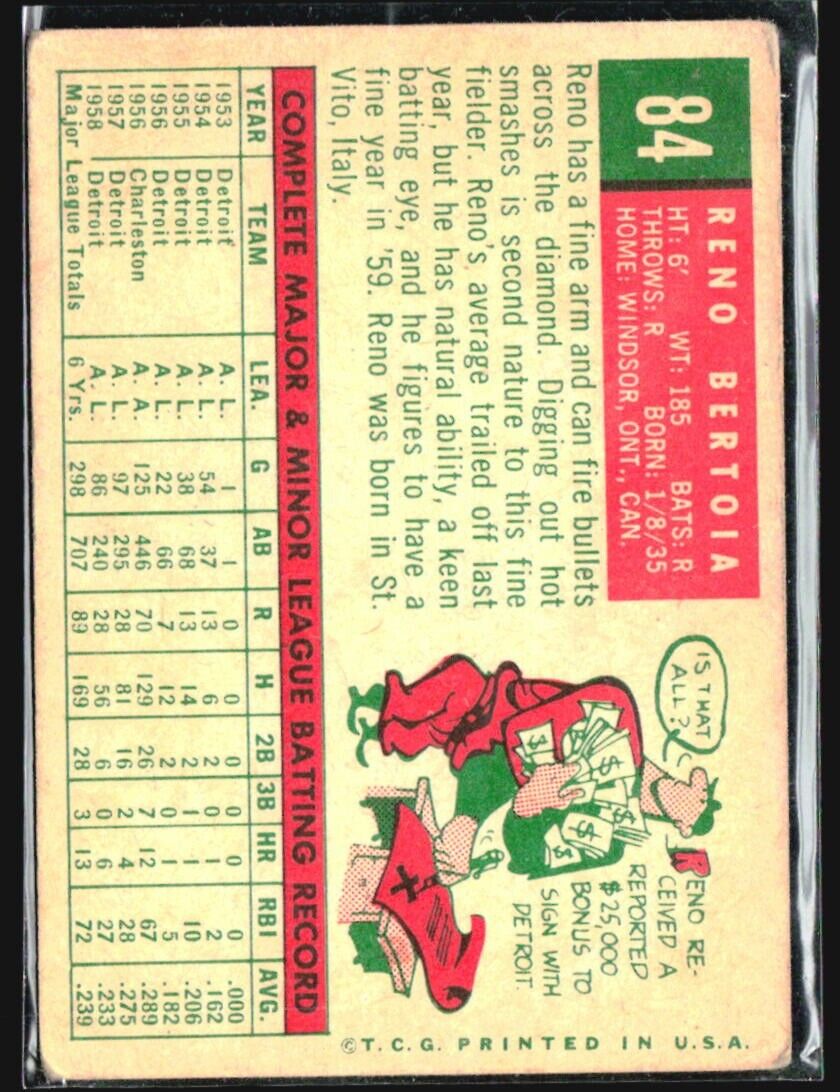 84
RENO BERTOIA
HT: 6' WT: 185 BATS: R
THROWS: R BORN: 1/8/35
HOME: WINDSOR, ONT., CAN.
Reno has a fine arm and can fire bullets
across the diamond. Digging out hot
smashes is second nature to this fine
fielder. Reno's average trailed off last
year, but he has natural ability, a keen
batting eye, and he figures to have a
fine year in '59. Reno was born in St.
Vito, Italy.
IS THAT
ALL?
RENO RE-
CEIVED A
REPORTED
$25,000
BONUS TO
SIGN WITH
DETROIT.
$ $ $ $ $
COMPLETE MAJOR & MINOR LEAGUE BATTING RECORD
YEAR TEAM LEA. G AB R H 2B 3B HR RBI AVG.
1953 Detroit A. L. 1 1 0 0 0 0 0 0 .000
1954 Detroit A. L. 54 37 13 6 2 0 1 2 .162
1955 Detroit A. L. 38 68 13 14 2 1 1 10 .206
1956 Detroit A. L. 22 66 7 12 2 0 1 5 .182
1956 Charleston A. A. 125 446 70 129 26 7 12 67 .289
1957 Detroit A. L. 97 295 28 81 16 2 4 28 .275
1958 Detroit A. L. 86 240 28 56 6 0 6 27 .233
Major League Totals 6 Yrs. 298 707 89 169 28 3 13 72 .239
©T.C.G. PRINTED IN U.S.A.